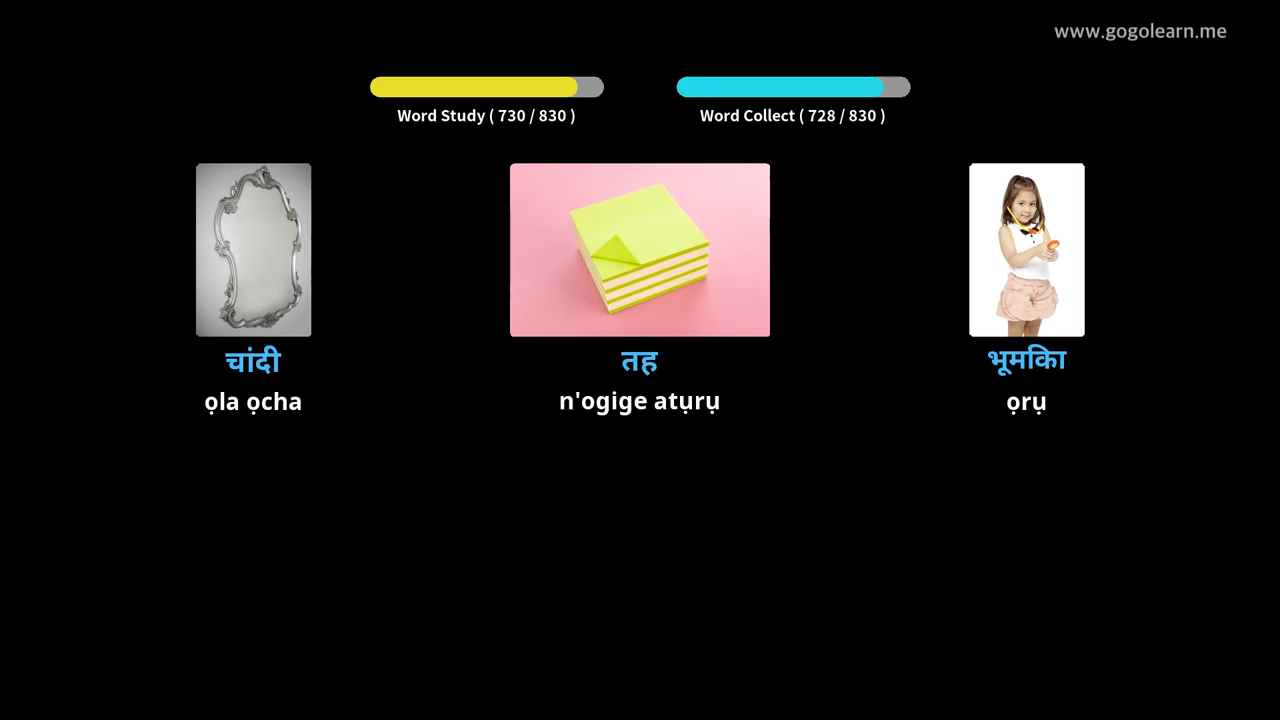 www.gogolearn.me
Word Study ( 730 / 830 )
Word Collect ( 728 / 830 )
चांदी
तह
भूमिका
ọla ọcha
n'ogige atụrụ
ọrụ